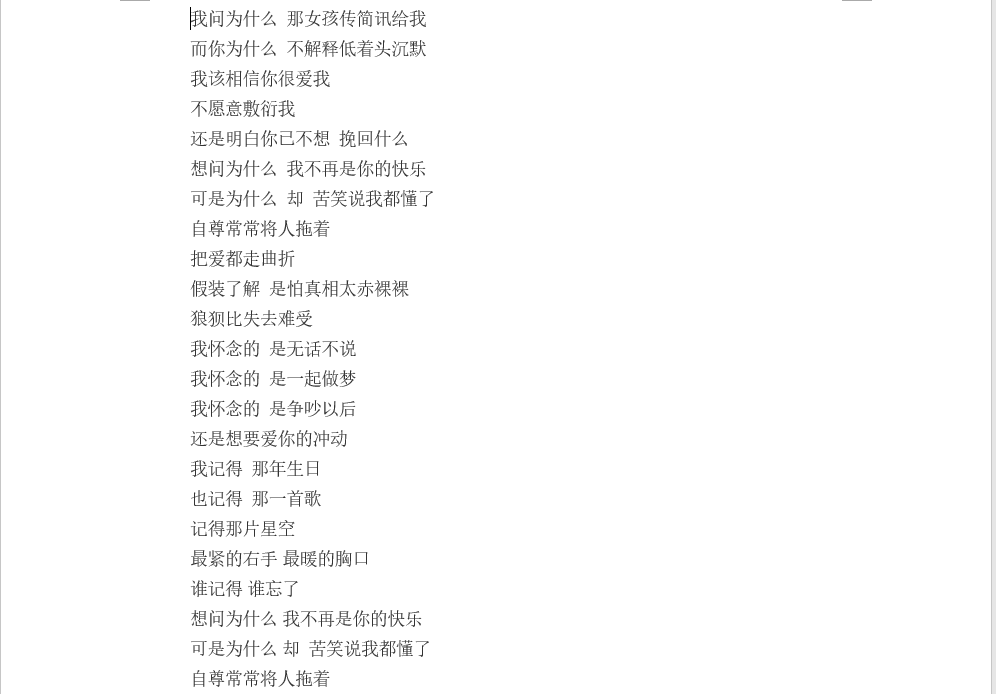 我问为什么  那女孩传简讯给我
而你为什么  不解释低着头沉默
我该相信你很爱我
不愿意敷衍我
还是明白你已不想  挽回什么
想问为什么  我不再是你的快乐
可是为什么  却  苦笑说我都懂了
自尊常常将人拖着
把爱都走曲折
假装了解  是怕真相太赤裸裸
狼狈比失去难受
我怀念的  是无话不说
我怀念的  是一起做梦
我怀念的  是争吵以后
还是想要爱你的冲动
我记得  那年生日
也记得  那一首歌
记得那片星空
最紧的右手 最暖的胸口
谁记得 谁忘了
想问为什么 我不再是你的快乐
可是为什么 却  苦笑说我都懂了
自尊常常将人拖着